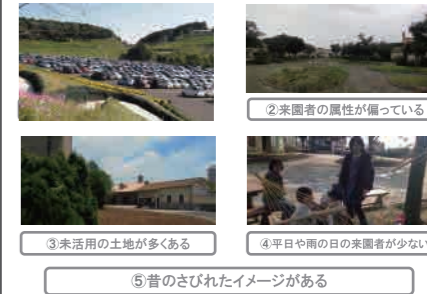 ②来園者の属性が偏っている
③未活用の土地が多くある
④平日や雨の日の来園者が少ない
⑤昔のさびれたイメージがある